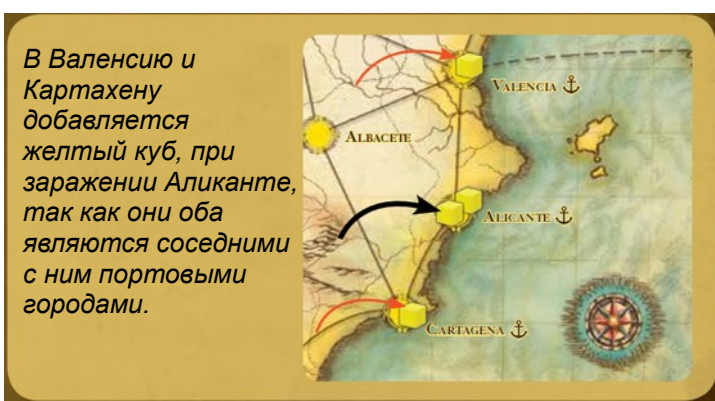 В Валенсию и
Картахену
добавляется
желтый куб, при
заражении Аликанте,
так как они оба
являются соседними
с ним портовыми
городами.
VALENCIA
ALBACETE
ALICANTE
CARTAGENA